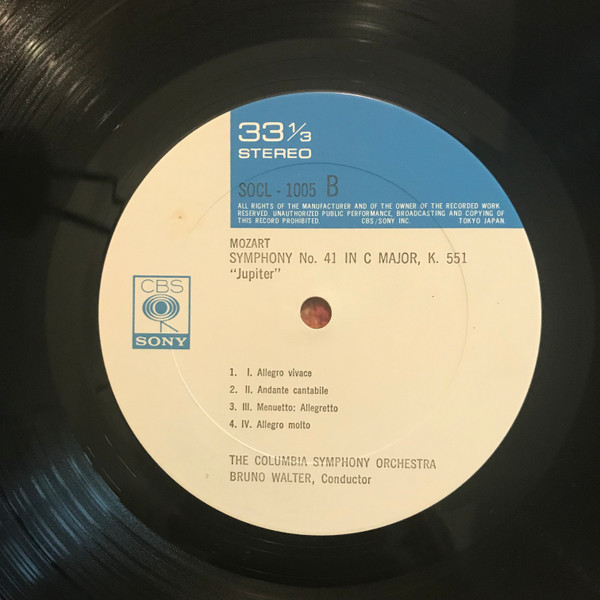 33 1/3
STEREO
SOCL - 1005 B
ALL RIGHTS OF THE MANUFACTURER AND OF THE OWNER OF THE RECORDED WORK
RESERVED. UNAUTHORIZED PUBLIC PERFORMANCE, BROADCASTING AND COPYING OF
THIS RECORD PROHIBITED. CBS/SONY INC. TOKYO JAPAN.
MOZART
SYMPHONY No. 41 IN C MAJOR, K. 551
"Jupiter"
CBS
SONY
1. I. Allegro vivace
2. II. Andante cantabile
3. III. Menuetto: Allegretto
4. IV. Allegro molto
THE COLUMBIA SYMPHONY ORCHESTRA
BRUNO WALTER, Conductor